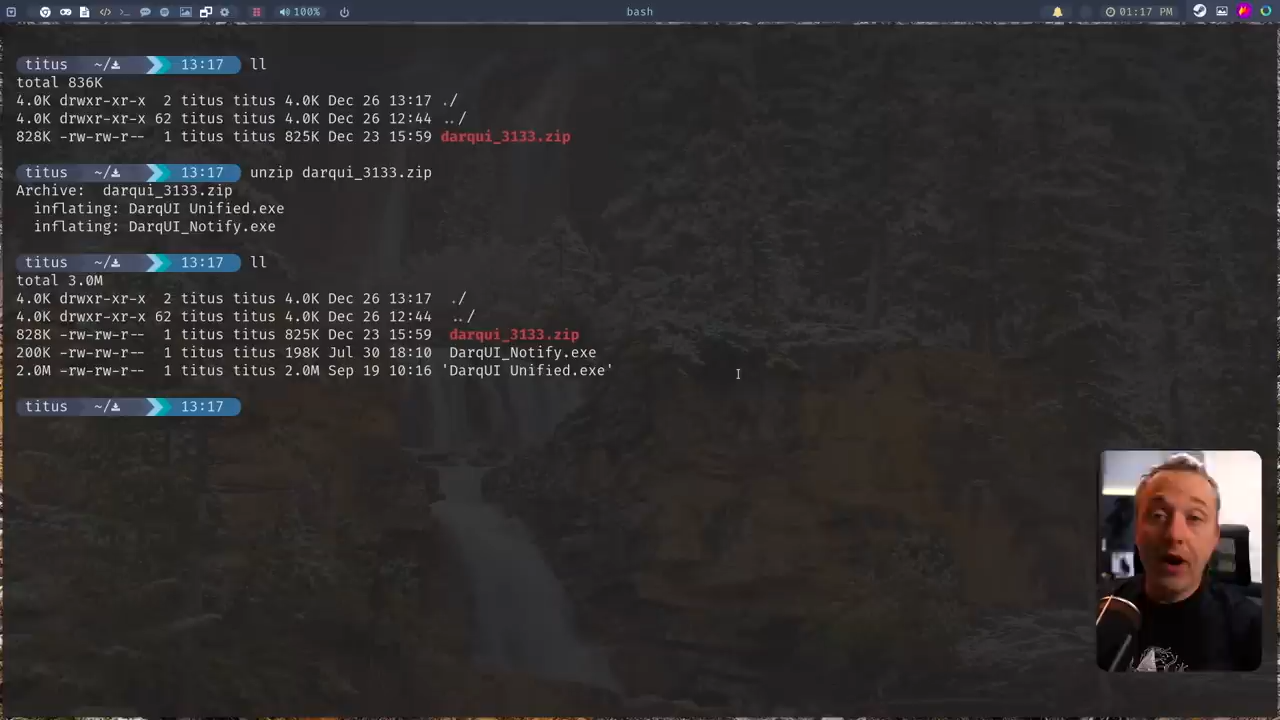 100%
bash
01:17 PM
titus ~/ 13:17 ll
total 836K
4.0K drwxr-xr-x 2 titus titus 4.0K Dec 26 13:17 ./
4.0K drwxr-xr-x 62 titus titus 4.0K Dec 26 12:44 ../
828K -rw-rw-r-- 1 titus titus 825K Dec 23 15:59 darqui_3133.zip
titus ~/ 13:17 unzip darqui_3133.zip
Archive: darqui_3133.zip
inflating: DarqUI Unified.exe
inflating: DarqUI_Notify.exe
titus ~/ 13:17 ll
total 3.0M
4.0K drwxr-xr-x 2 titus titus 4.0K Dec 26 13:17 ./
4.0K drwxr-xr-x 62 titus titus 4.0K Dec 26 12:44 ../
828K -rw-rw-r-- 1 titus titus 825K Dec 23 15:59 darqui_3133.zip
200K -rw-rw-r-- 1 titus titus 198K Jul 30 18:10 DarqUI_Notify.exe
2.0M -rw-rw-r-- 1 titus titus 2.0M Sep 19 10:16 'DarqUI Unified.exe'
titus ~/ 13:17